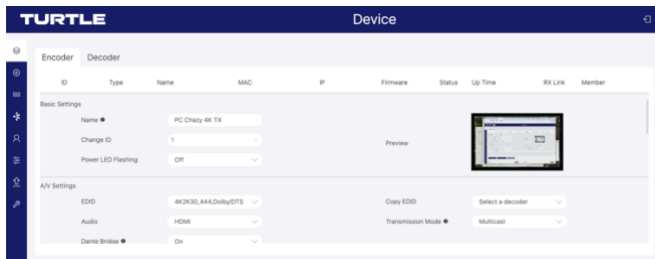 TURTLE Device
Encoder Decoder
ID Type Name MAC IP Firmware Status Up Time RX Link Member
Basic Settings
Name PC Chazy 4K TX
Change ID 1
Preview
Power LED Flashing Off
A/V Settings
EDID 4K2K30_444,Dolby/DTS Copy EDID Select a decoder
Audio HDMI Transmission Mode Multicast
Dante Bridge On